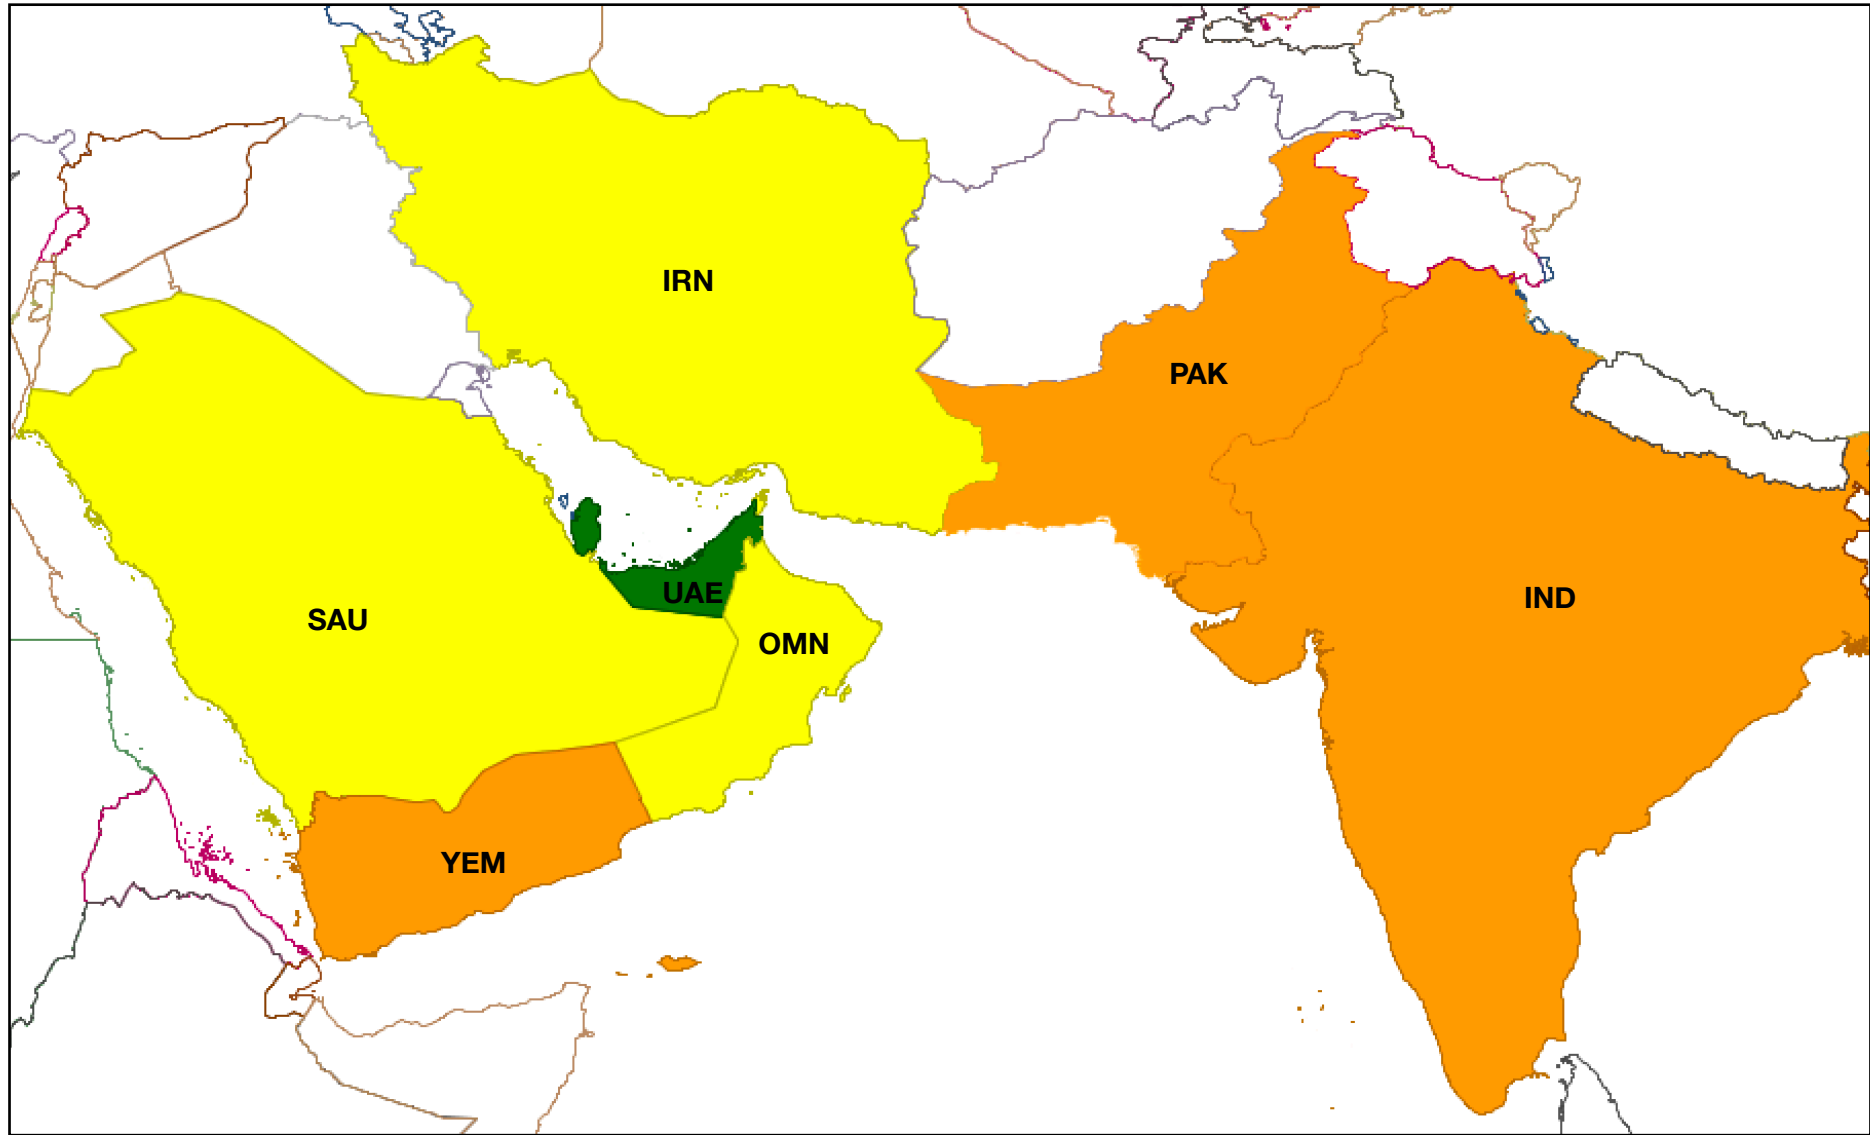 IRN
PAK
UAE
IND
SAU
OMN
YEM